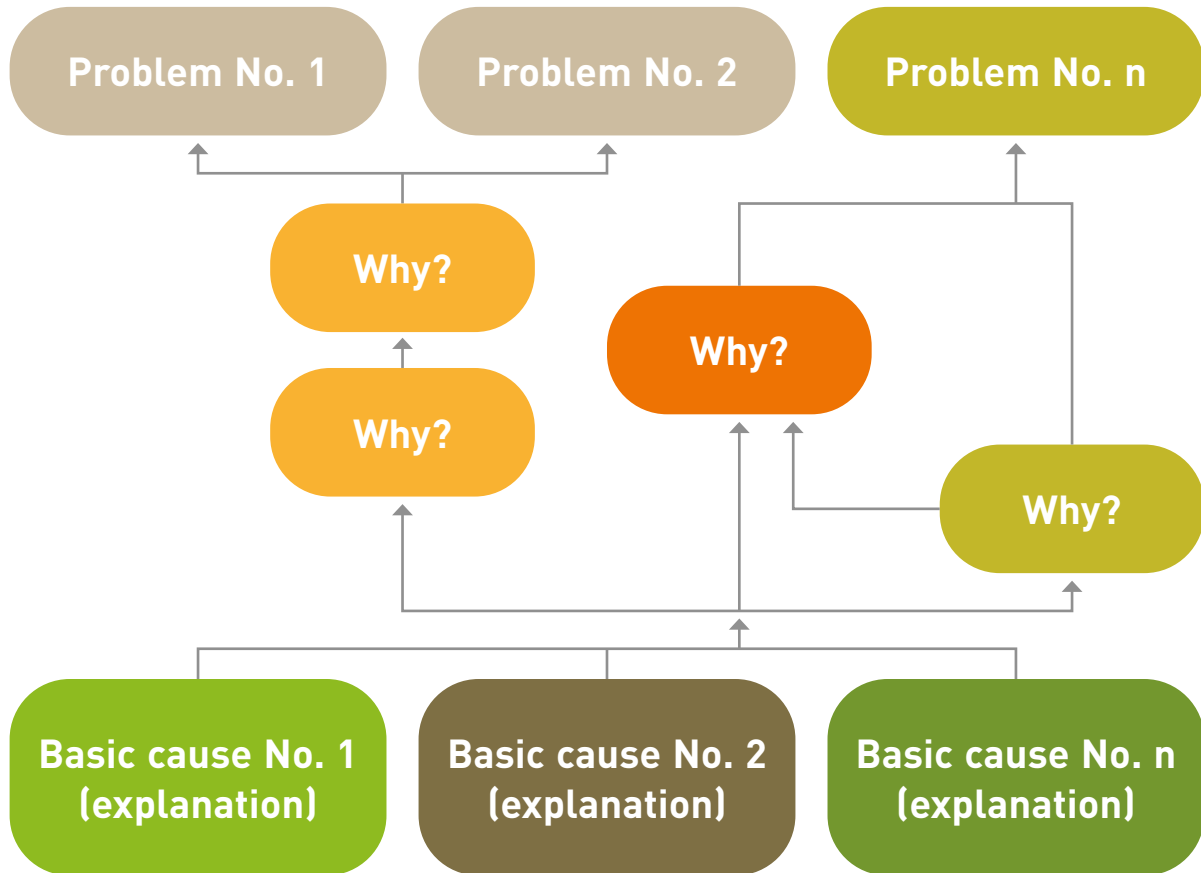 Problem No. 1
Problem No. 2
Problem No. n
Why?
Why?
Why?
Why?
Basic cause No. 1
(explanation)
Basic cause No. 2
(explanation)
Basic cause No. n
(explanation)